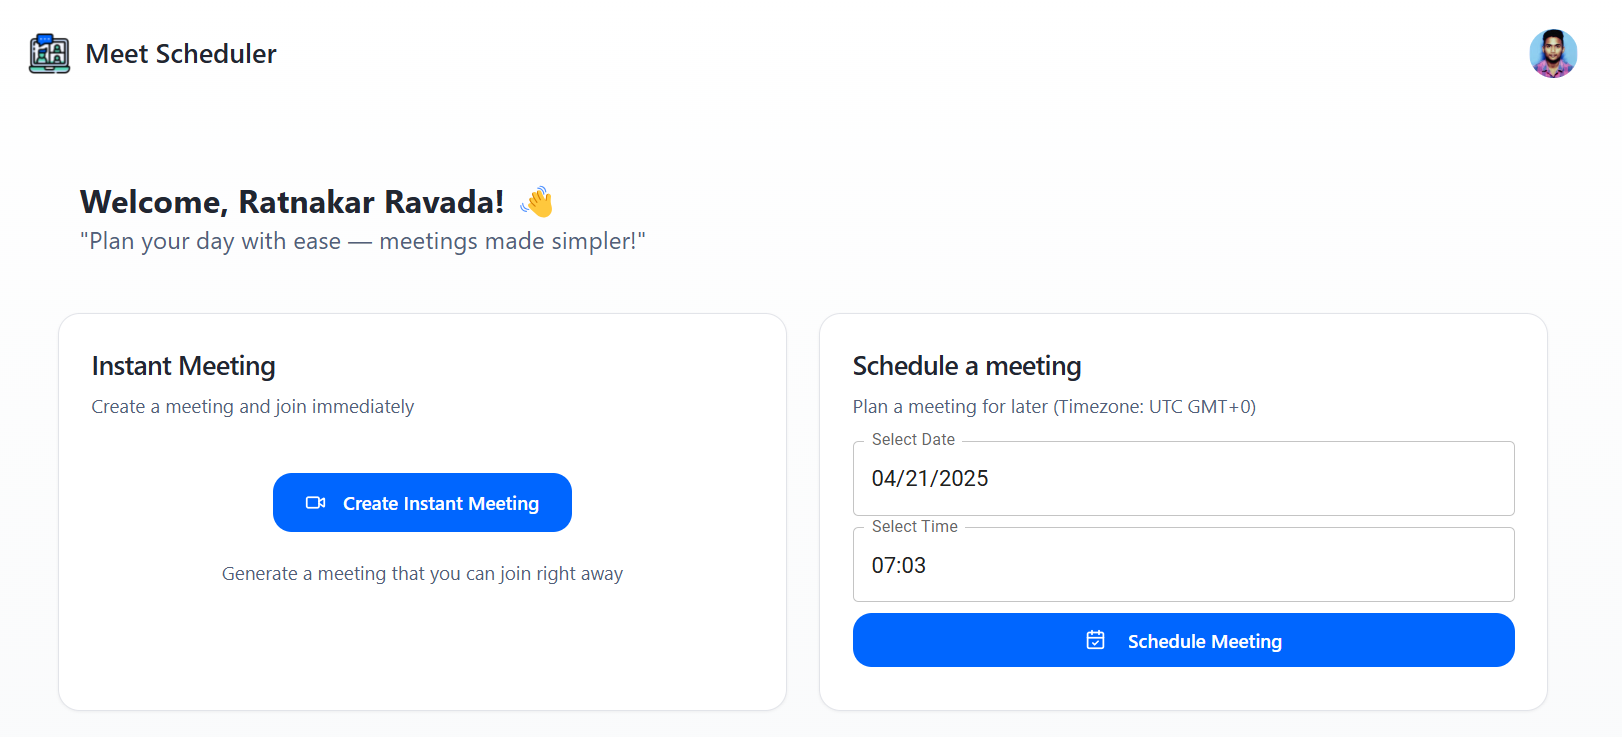 Meet Scheduler
Welcome, Ratnakar Ravada! 👋
"Plan your day with ease — meetings made simpler!"
Instant Meeting
Create a meeting and join immediately
Create Instant Meeting
Generate a meeting that you can join right away
Schedule a meeting
Plan a meeting for later (Timezone: UTC GMT+0)
Select Date
04/21/2025
Select Time
07:03
Schedule Meeting